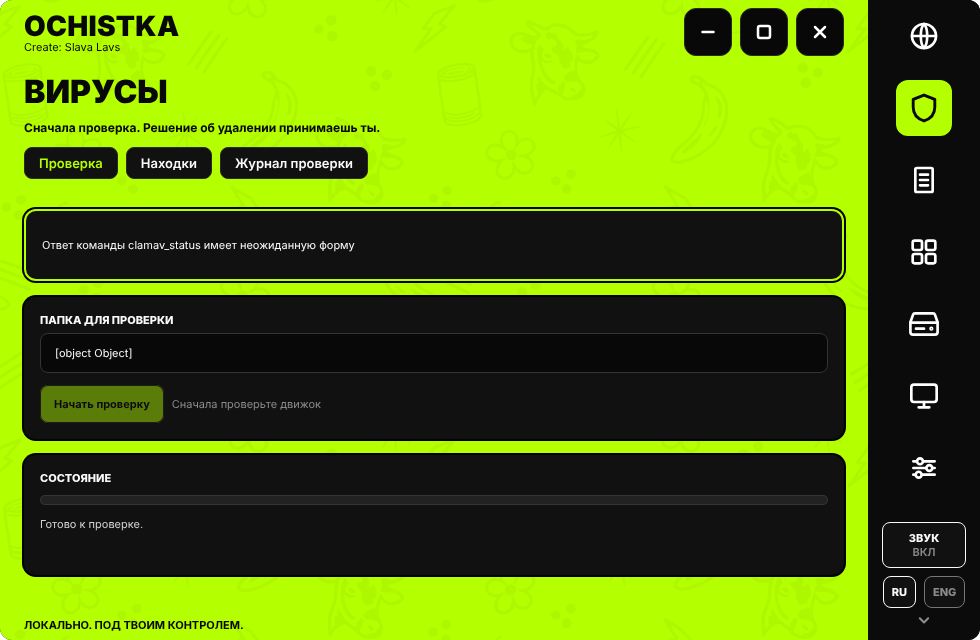 OCHISTKA
Create: Slava Lavs
ВИРУСЫ
Сначала проверка. Решение об удалении принимаешь ты.
Проверка
Находки
Журнал проверки
Ответ команды clamav_status имеет неожиданную форму
ПАПКА ДЛЯ ПРОВЕРКИ
[object Object]
Начать проверку
Сначала проверьте движок
СОСТОЯНИЕ
Готово к проверке.
ЛОКАЛЬНО. ПОД ТВОИМ КОНТРОЛЕМ.
ЗВУК
ВКЛ
RU
ENG